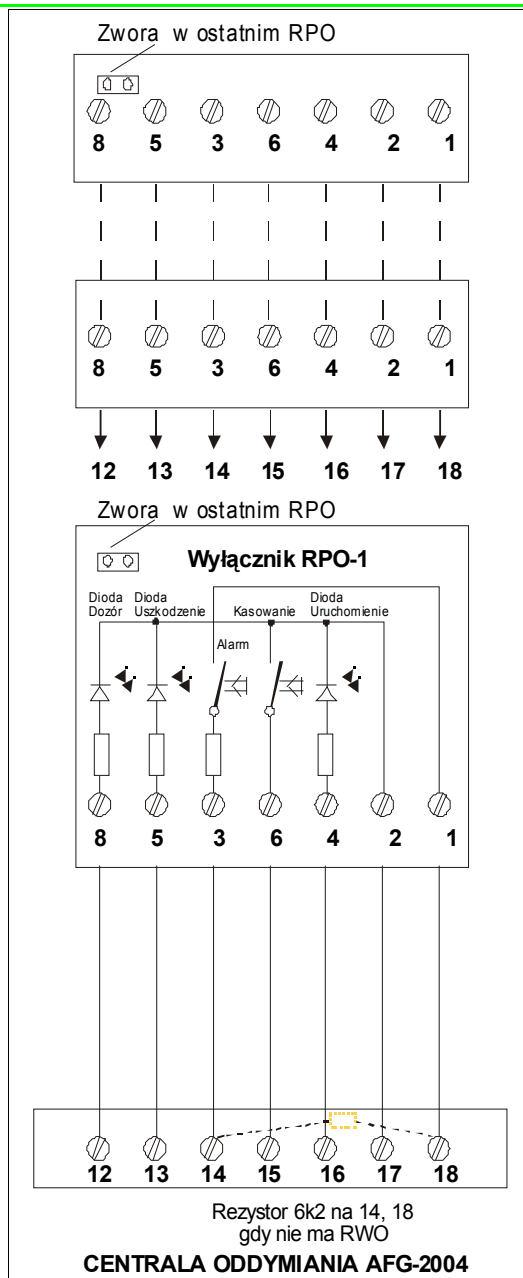 Zwora w ostatnim RPO
8 5 3 6 4 2 1
8 5 3 6 4 2 1
12 13 14 15 16 17 18
Zwora w ostatnim RPO
Wyłącznik RPO-1
Dioda Dioda Dioda
Dozór Uszkodzenie Kasowanie Uruchomienie
Alarm
8 5 3 6 4 2 1
12 13 14 15 16 17 18
Rezystor 6k2 na 14, 18
gdy nie ma RWO
CENTRALA ODDYMIANIA AFG-2004